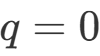 q = 0